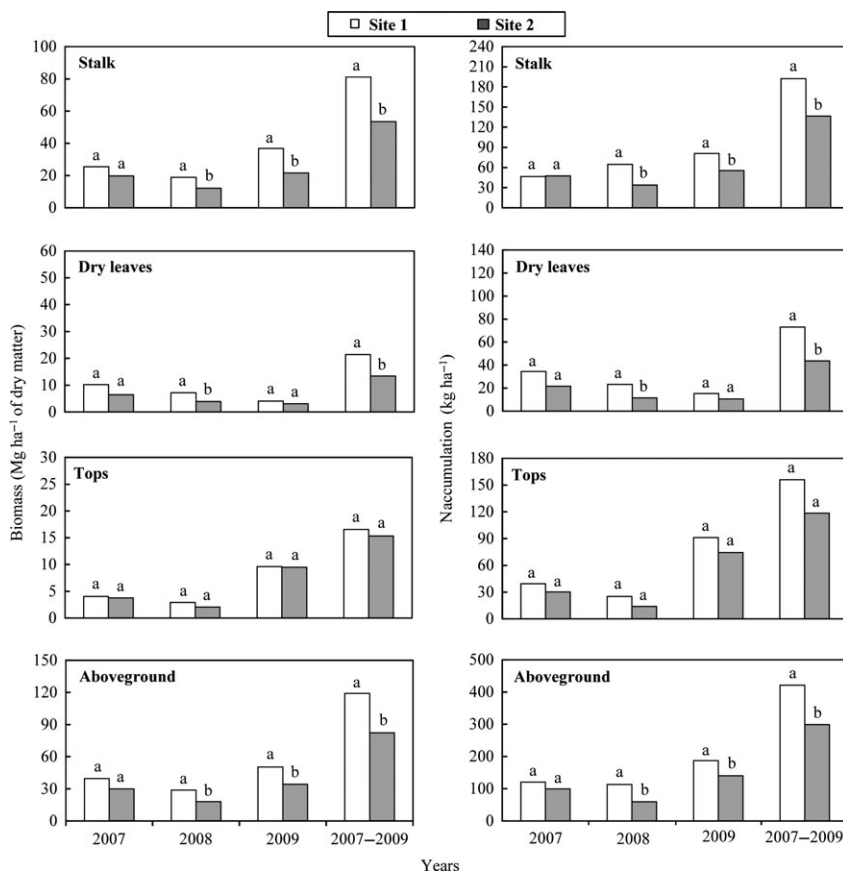 Site 1 Site 2
Biomass (Mg ha⁻¹ of dry matter)
100
80
60
40
20
0
Stalk
a a a b a b a b
60
50
40
30
20
10
0
Dry leaves
a a a b a a a b
30
25
20
15
10
5
0
Tops
a a a a a a a a
150
120
90
60
30
0
Aboveground
a a a b a b a b
2007 2008 2009 2007–2009
Naccumulation (kg ha⁻¹)
240
210
180
150
120
90
60
30
0
Stalk
a a a b a b a b
140
120
100
80
60
40
20
0
Dry leaves
a a a b a a a b
180
150
120
90
60
30
0
Tops
a a a a a a a a
500
400
300
200
100
0
Aboveground
a a a b a b a b
2007 2008 2009 2007–2009
Years